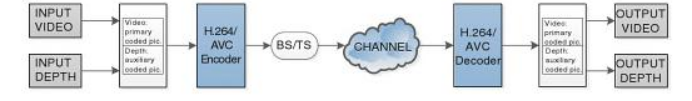 INPUT
VIDEO
INPUT
DEPTH
Video:
primary
coded pic.
Depth:
auxiliary
coded pic.
H.264/
AVC
Encoder
BS/TS
CHANNEL
H.264/
AVC
Decoder
Video:
primary
coded pic.
Depth:
auxiliary
coded pic.
OUTPUT
VIDEO
OUTPUT
DEPTH